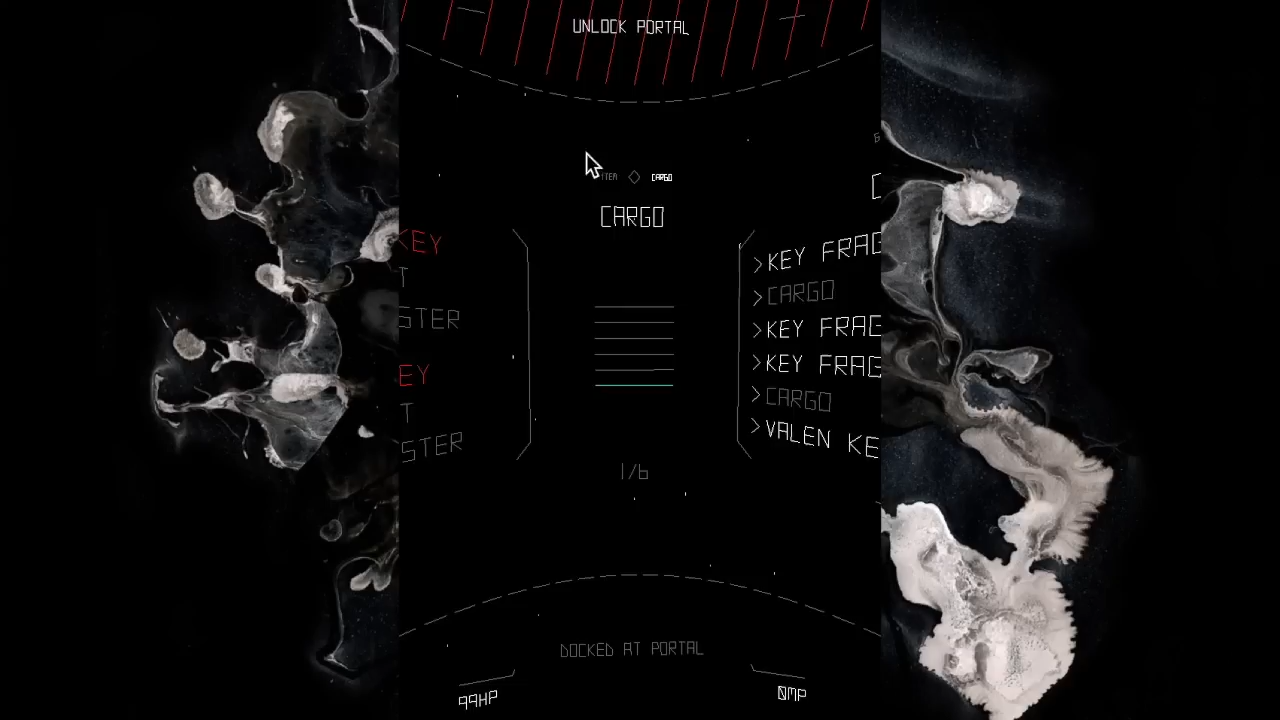 UNLOCK PORTAL
CARGO
CARGO
KEY
T
STER
EY
T
STER
>KEY FRAG
>CARGO
>KEY FRAG
>KEY FRAG
>CARGO
>VALEN KE
1/6
DOCKED AT PORTAL
99HP
0MP